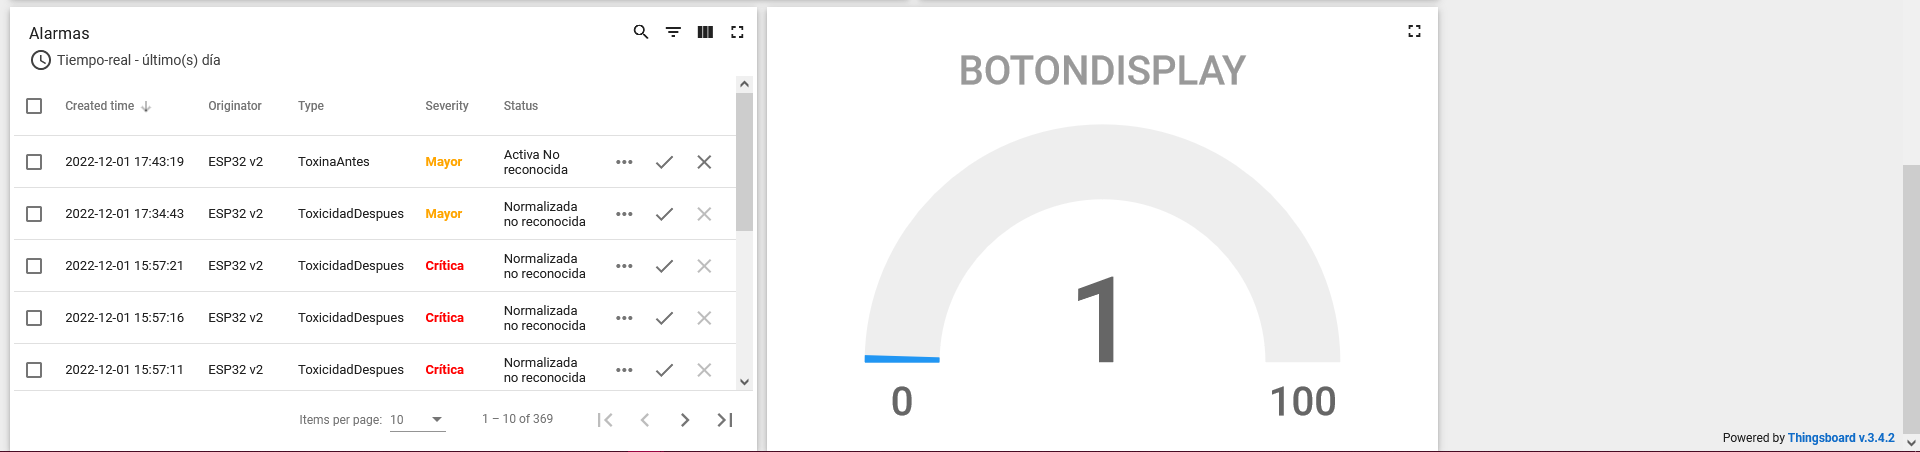 Alarmas
Tiempo-real - último(s) día
Created time Originator Type Severity Status
2022-12-01 17:43:19 ESP32 v2 ToxinaAntes Mayor Activa No
reconocida
2022-12-01 17:34:43 ESP32 v2 ToxicidadDespues Mayor Normalizada
no reconocida
2022-12-01 15:57:21 ESP32 v2 ToxicidadDespues Crítica Normalizada
no reconocida
2022-12-01 15:57:16 ESP32 v2 ToxicidadDespues Crítica Normalizada
no reconocida
2022-12-01 15:57:11 ESP32 v2 ToxicidadDespues Crítica Normalizada
no reconocida
Items per page: 10 1 – 10 of 369
BOTONDISPLAY
1
0 100
Powered by Thingsboard v.3.4.2